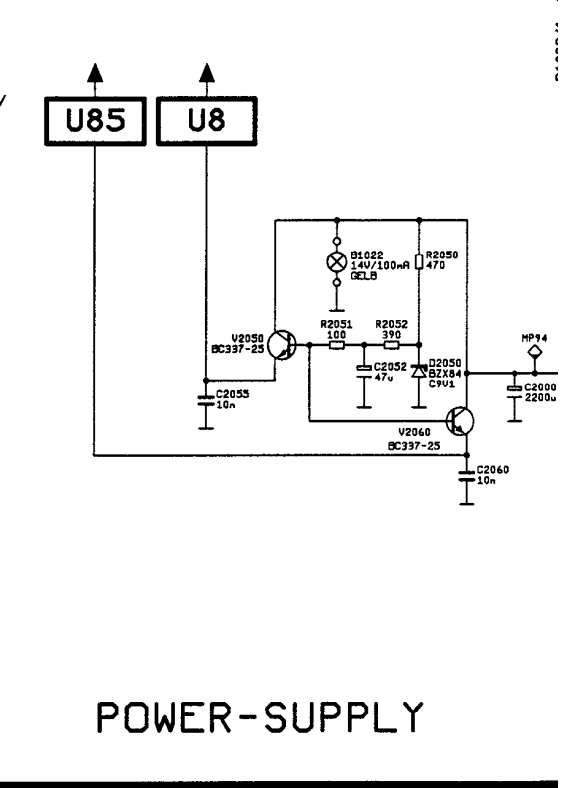 U85
U8
B1022
14V/100mA
GELB
R2050
470
V2050
BC337-25
R2051
100
R2052
390
MP94
C2052
47u
D2050
BZX84
C9V1
C2055
10n
C2000
2200u
V2060
BC337-25
C2060
10n
POWER-SUPPLY